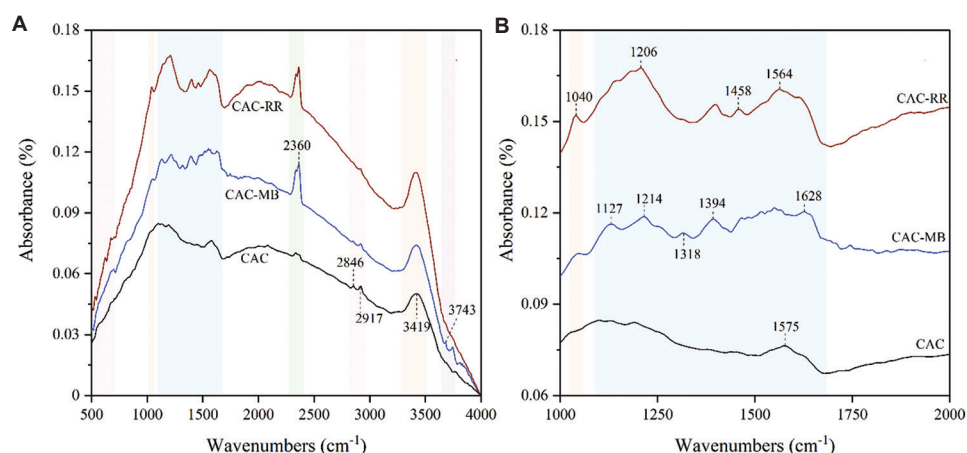 A
0.18
0.15
0.12
0.09
0.06
0.03
0
Absorbance (%)
CAC-RR
2360
CAC-MB
CAC
2846
2917
3419
3743
500 1000 1500 2000 2500 3000 3500 4000
Wavenumbers (cm-1)
B
0.18
0.15
0.12
0.09
0.06
Absorbance (%)
1040
1206
1458
1564
CAC-RR
1127
1214
1318
1394
1628
CAC-MB
1575
CAC
1000 1250 1500 1750 2000
Wavenumbers (cm-1)